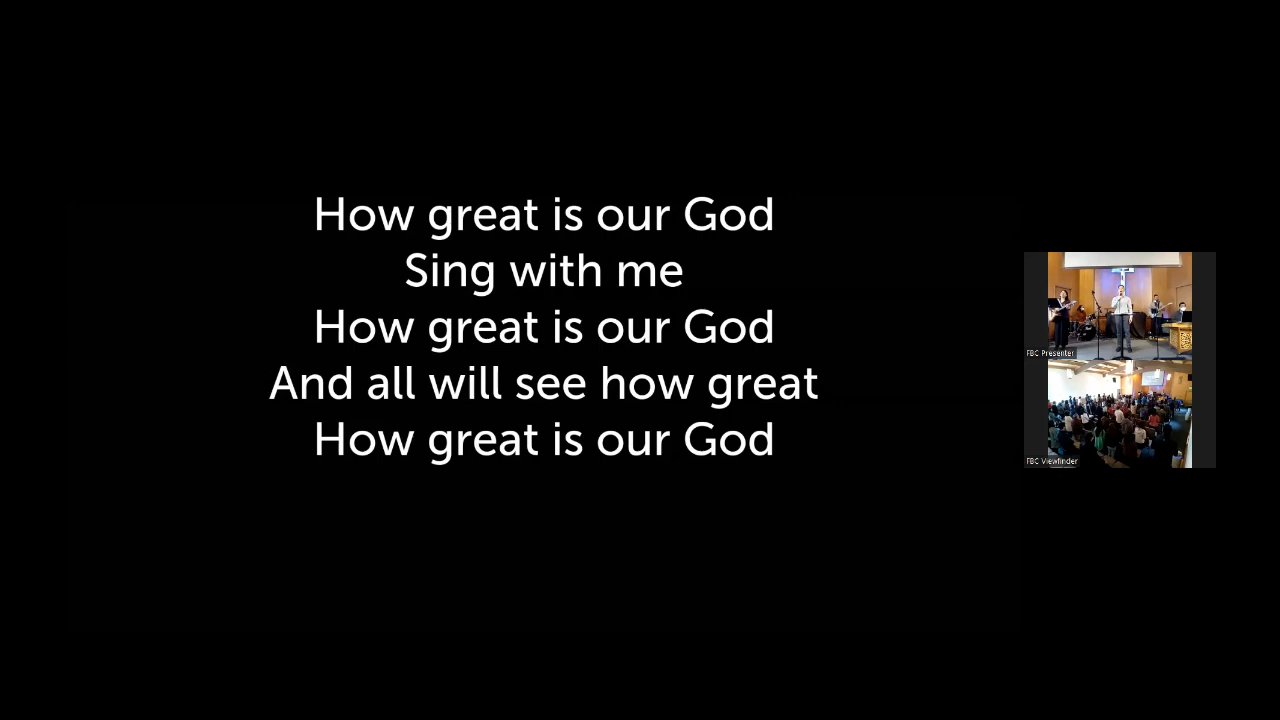 How great is our God
Sing with me
How great is our God
And all will see how great
How great is our God
FBC Presenter
FBC Viewfinder